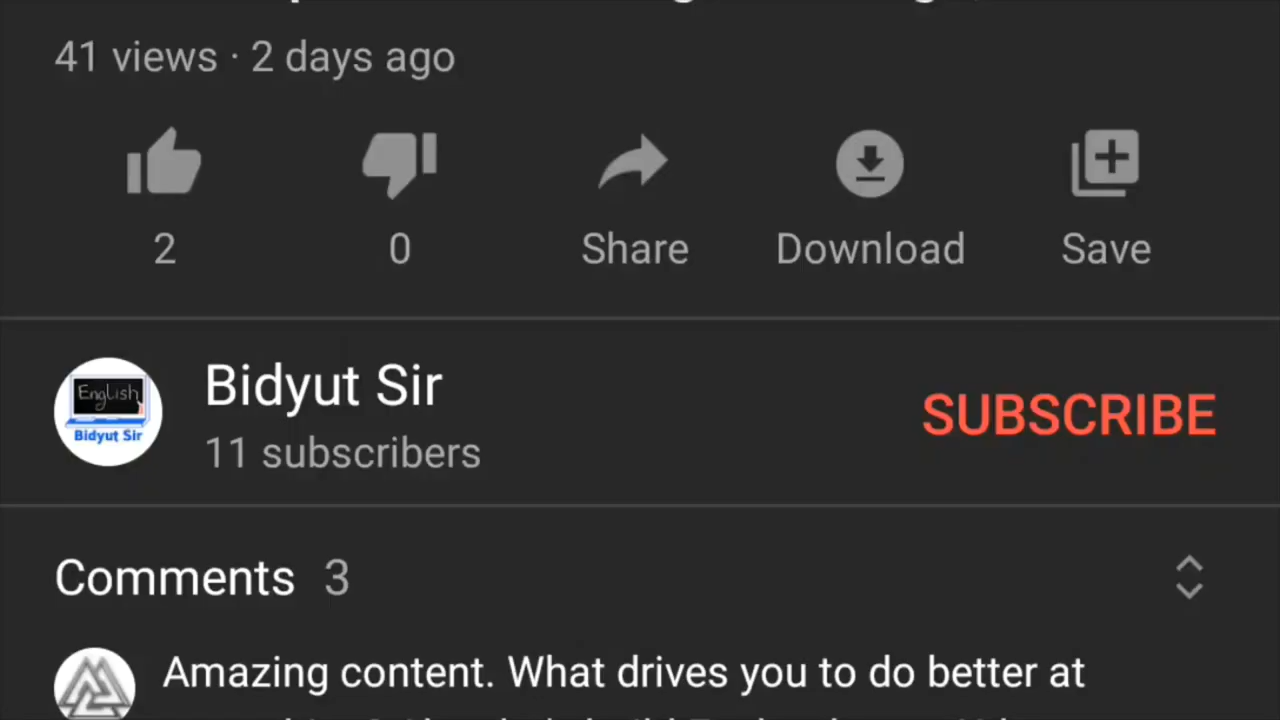 41 views · 2 days ago
2
0
Share
Download
Save
English
Bidyut Sir
Bidyut Sir
11 subscribers
SUBSCRIBE
Comments 3
Amazing content. What drives you to do better at